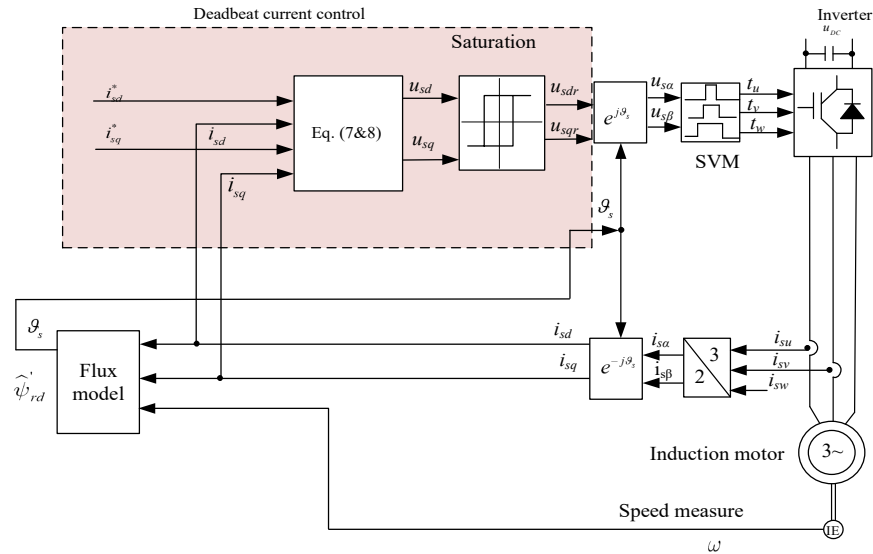 Deadbeat current control
Inverter
u_DC
Saturation
i*_sd
i*_sq
i_sd
i_sq
Eq. (7&8)
u_sd
u_sq
u_sdr
u_sqr
e^{jϑ_s}
u_sα
u_sβ
SVM
t_u
t_v
t_w
ϑ_s
ϑ_s
ψ̂'_rd
Flux
model
i_sd
i_sq
e^{-jϑ_s}
i_sα
i_sβ
3
2
i_su
i_sv
i_sw
Induction motor
3~
Speed measure
IE
ω